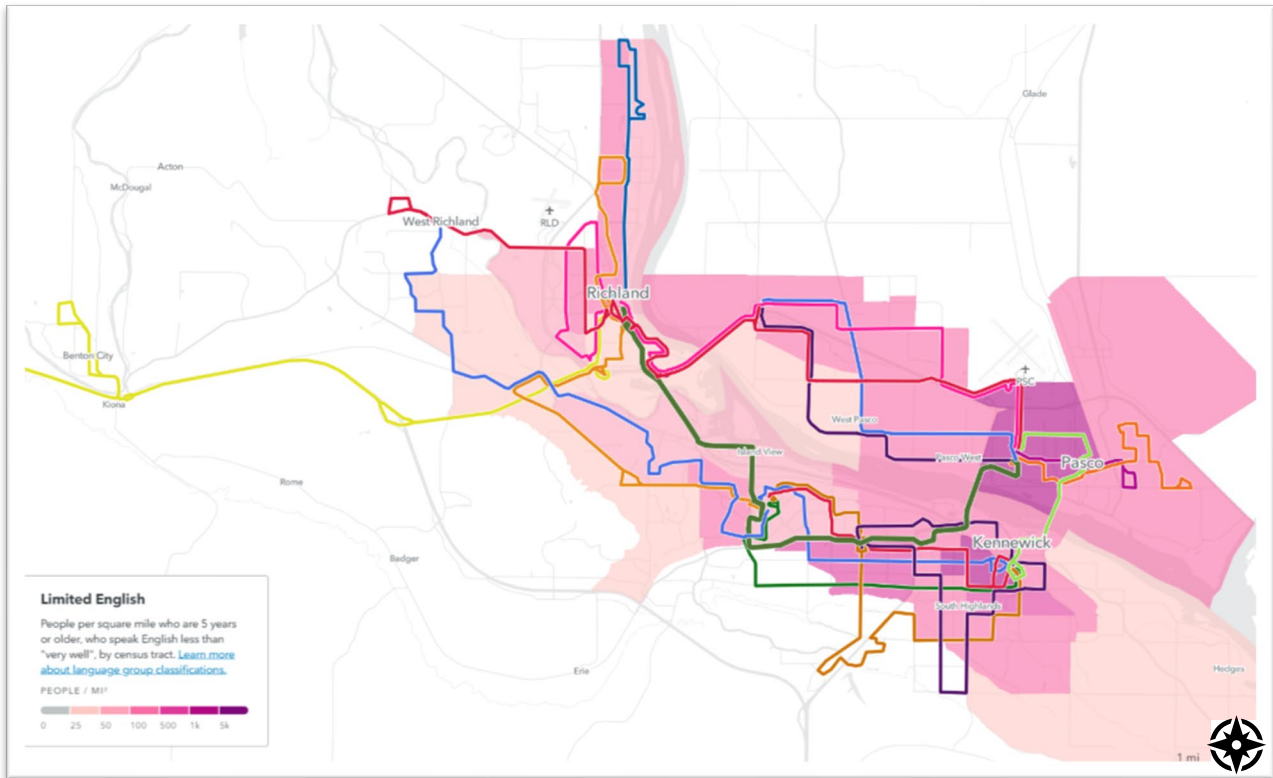 Glade
Acton
McDougal
West Richland
RLD
Richland
Benton City
Kiona
PSC
West Pasco
Island View
Pasco West
Pasco
Rome
Kennewick
Badger
South Highlands
Erie
Hedges
Limited English
People per square mile who are 5 years
or older, who speak English less than
"very well", by census tract. Learn more
about language group classifications.
PEOPLE / MI²
0 25 50 100 500 1k 5k
1 mi